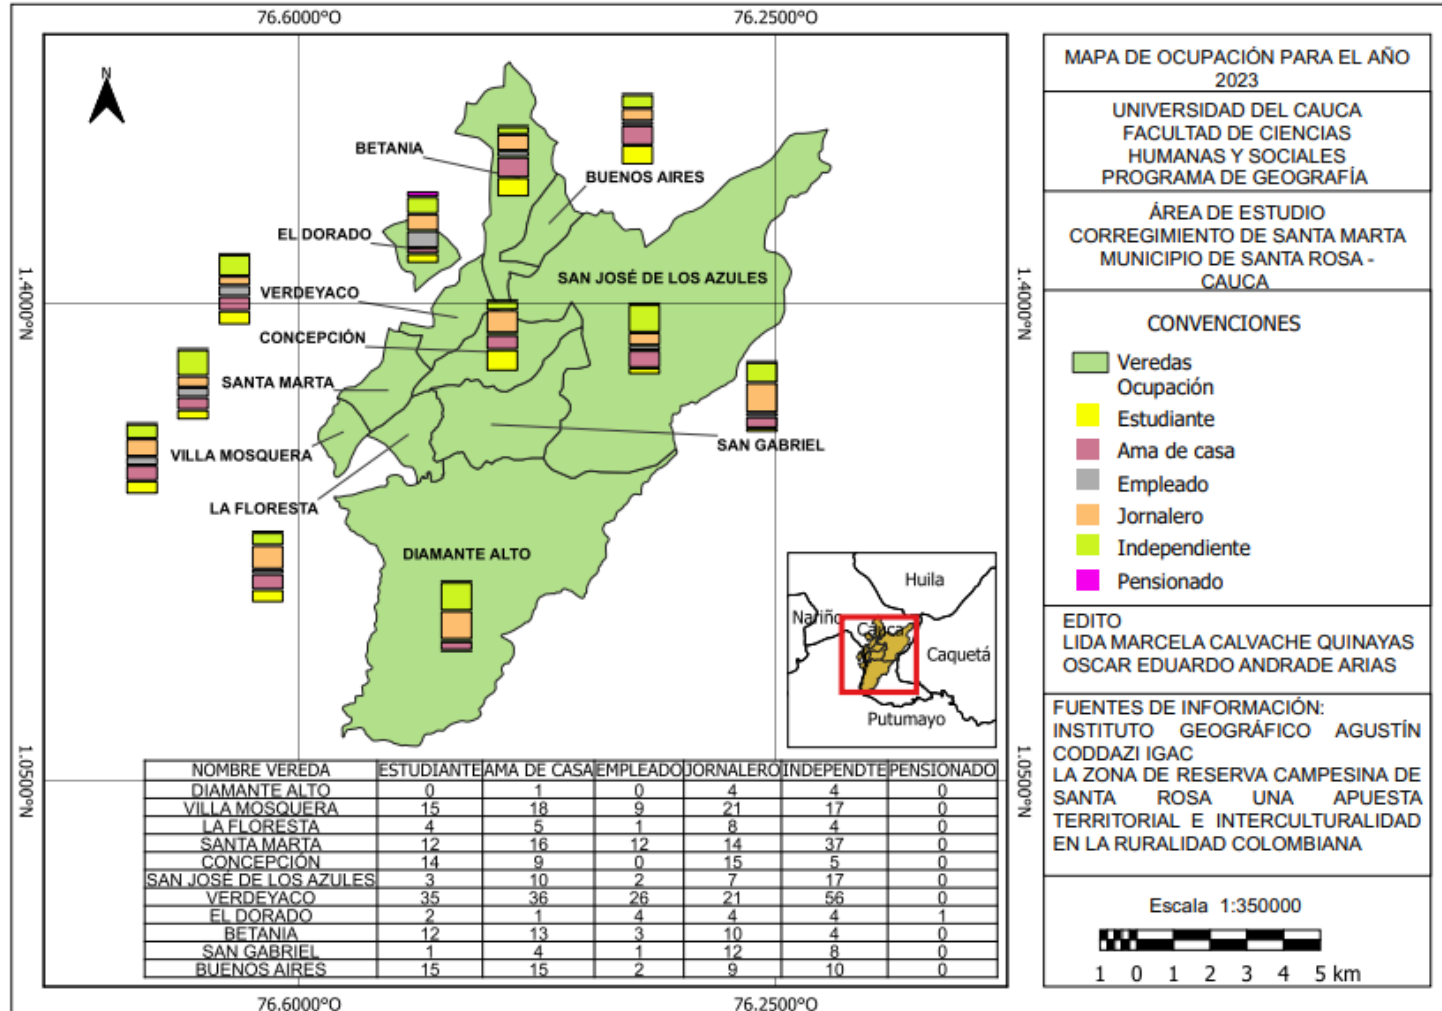 76.6000°O 76.2500°O
N
BETANIA
BUENOS AIRES
EL DORADO
SAN JOSÉ DE LOS AZULES
VERDEYACO
CONCEPCIÓN
SANTA MARTA
SAN GABRIEL
VILLA MOSQUERA
LA FLORESTA
DIAMANTE ALTO
1.4000°N 1.4000°N
1.0500°N 1.0500°N
Huila
Nariño
Cauca
Caquetá
Putumayo
NOMBRE VEREDA ESTUDIANTE AMA DE CASA EMPLEADO JORNALERO INDEPENDTE PENSIONADO
DIAMANTE ALTO 0 1 0 4 4 0
VILLA MOSQUERA 15 18 9 21 17 0
LA FLORESTA 4 5 1 8 4 0
SANTA MARTA 12 16 12 14 37 0
CONCEPCIÓN 14 9 0 15 5 0
SAN JOSÉ DE LOS AZULES 3 10 2 7 17 0
VERDEYACO 35 36 26 21 56 0
EL DORADO 2 1 4 4 4 1
BETANIA 12 13 3 10 4 0
SAN GABRIEL 1 4 1 12 8 0
BUENOS AIRES 15 15 2 9 10 0
76.6000°O 76.2500°O
MAPA DE OCUPACIÓN PARA EL AÑO
2023
UNIVERSIDAD DEL CAUCA
FACULTAD DE CIENCIAS
HUMANAS Y SOCIALES
PROGRAMA DE GEOGRAFÍA
ÁREA DE ESTUDIO
CORREGIMIENTO DE SANTA MARTA
MUNICIPIO DE SANTA ROSA -
CAUCA
CONVENCIONES
Veredas
Ocupación
Estudiante
Ama de casa
Empleado
Jornalero
Independiente
Pensionado
EDITO
LIDA MARCELA CALVACHE QUINAYAS
OSCAR EDUARDO ANDRADE ARIAS
FUENTES DE INFORMACIÓN:
INSTITUTO GEOGRÁFICO AGUSTÍN
CODDAZI IGAC
LA ZONA DE RESERVA CAMPESINA DE
SANTA ROSA UNA APUESTA
TERRITORIAL E INTERCULTURALIDAD
EN LA RURALIDAD COLOMBIANA
Escala 1:350000
1 0 1 2 3 4 5 km